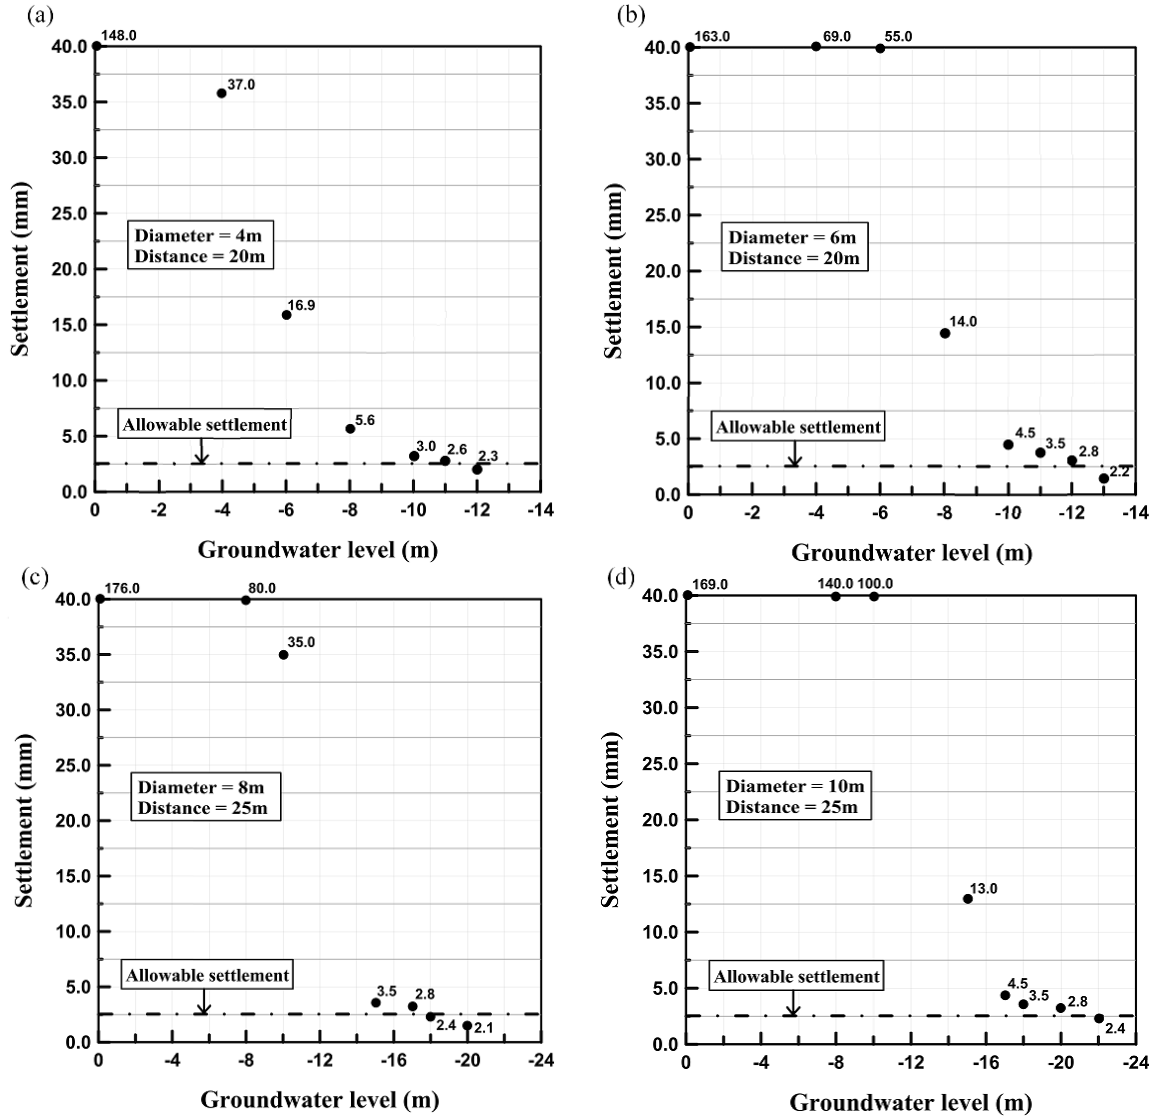 (a)
148.0
40.0
37.0
35.0
30.0
25.0
Diameter = 4m
Distance = 20m
20.0
16.9
15.0
10.0
Allowable settlement
5.6
5.0
3.0
2.6
2.3
0.0
0 -2 -4 -6 -8 -10 -12 -14
Settlement (mm)
Groundwater level (m)
(b)
163.0
69.0
55.0
40.0
35.0
30.0
25.0
Diameter = 6m
Distance = 20m
20.0
15.0
14.0
10.0
Allowable settlement
5.0
4.5
3.5
2.8
2.2
0.0
0 -2 -4 -6 -8 -10 -12 -14
Settlement (mm)
Groundwater level (m)
(c)
176.0
80.0
40.0
35.0
35.0
30.0
25.0
Diameter = 8m
Distance = 25m
20.0
15.0
10.0
Allowable settlement
5.0
3.5
2.8
2.4
2.1
0.0
0 -4 -8 -12 -16 -20 -24
Settlement (mm)
Groundwater level (m)
(d)
169.0
140.0 100.0
40.0
35.0
30.0
25.0
Diameter = 10m
Distance = 25m
20.0
15.0
13.0
10.0
Allowable settlement
5.0
4.5
3.5
2.8
2.4
0.0
0 -4 -8 -12 -16 -20 -24
Settlement (mm)
Groundwater level (m)